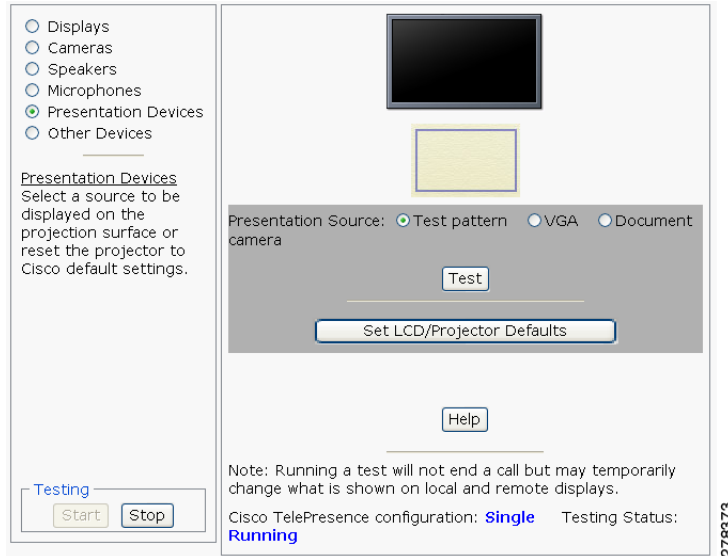 Displays
Cameras
Speakers
Microphones
Presentation Devices
Other Devices
Presentation Devices
Select a source to be
displayed on the
projection surface or
reset the projector to
Cisco default settings.
Testing
Start Stop
Presentation Source: Test pattern VGA Document
camera
Test
Set LCD/Projector Defaults
Help
Note: Running a test will not end a call but may temporarily
change what is shown on local and remote displays.
Cisco TelePresence configuration: Single Testing Status:
Running